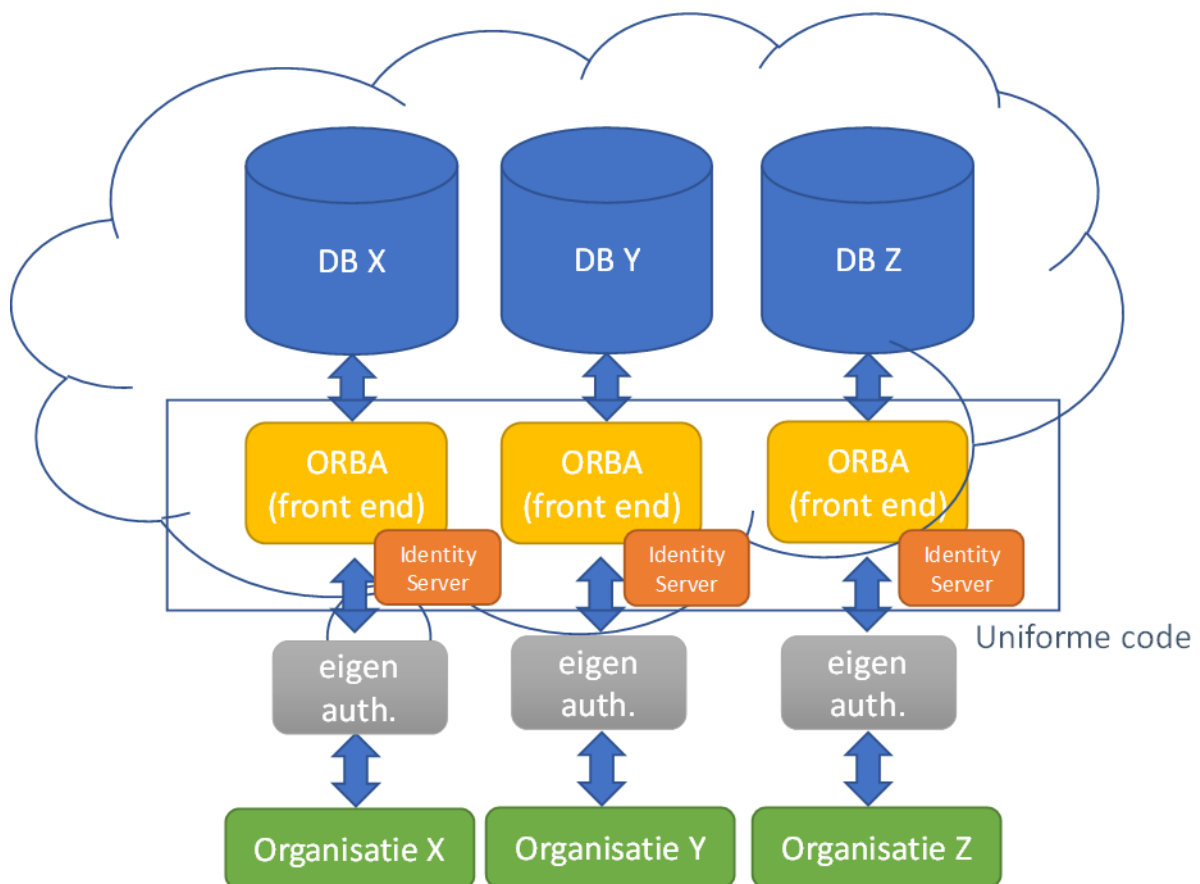 DB X
DB Y
DB Z
ORBA
(front end)
ORBA
(front end)
ORBA
(front end)
Identity
Server
Identity
Server
Identity
Server
Uniforme code
eigen
auth.
eigen
auth.
eigen
auth.
Organisatie X
Organisatie Y
Organisatie Z